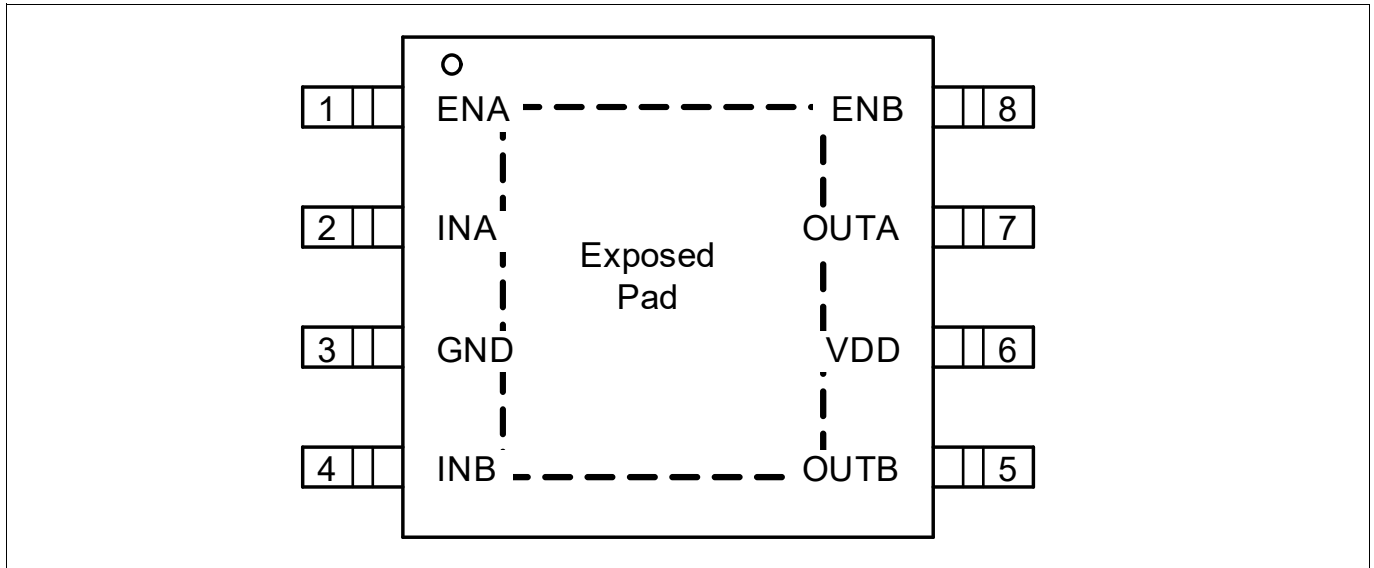 1 ENA ENB 8
2 INA OUTA 7
Exposed
Pad
3 GND VDD 6
4 INB OUTB 5